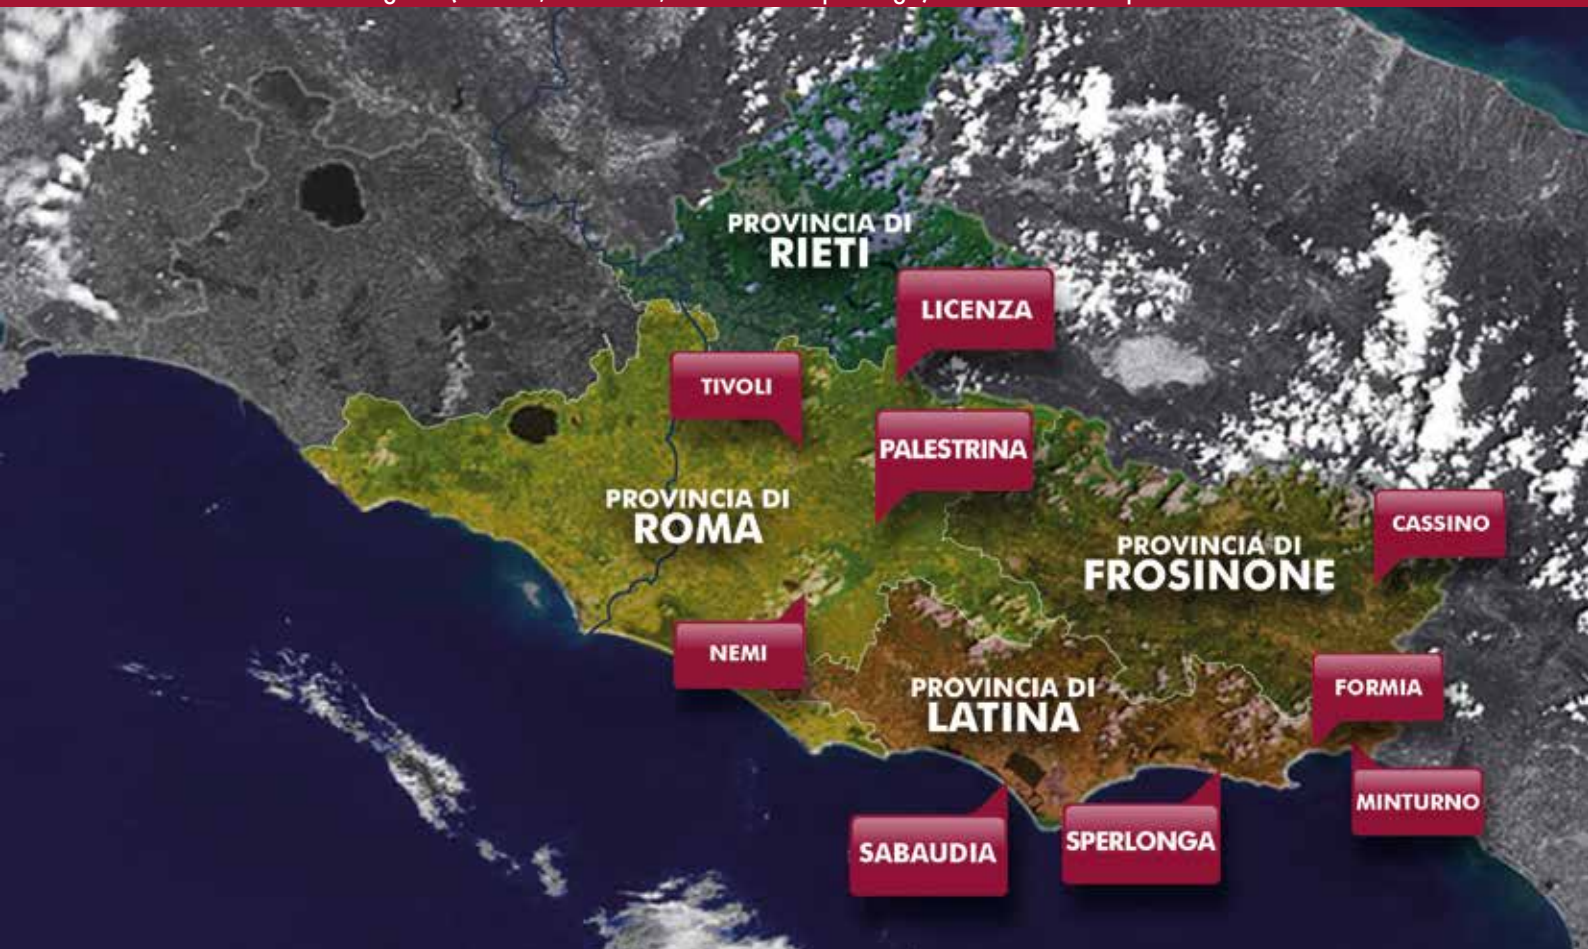 PROVINCIA DI
RIETI
LICENZA
TIVOLI
PALESTRINA
PROVINCIA DI
ROMA
CASSINO
PROVINCIA DI
FROSINONE
NEMI
FORMIA
PROVINCIA DI
LATINA
MINTURNO
SPERLONGA
SABAUDIA